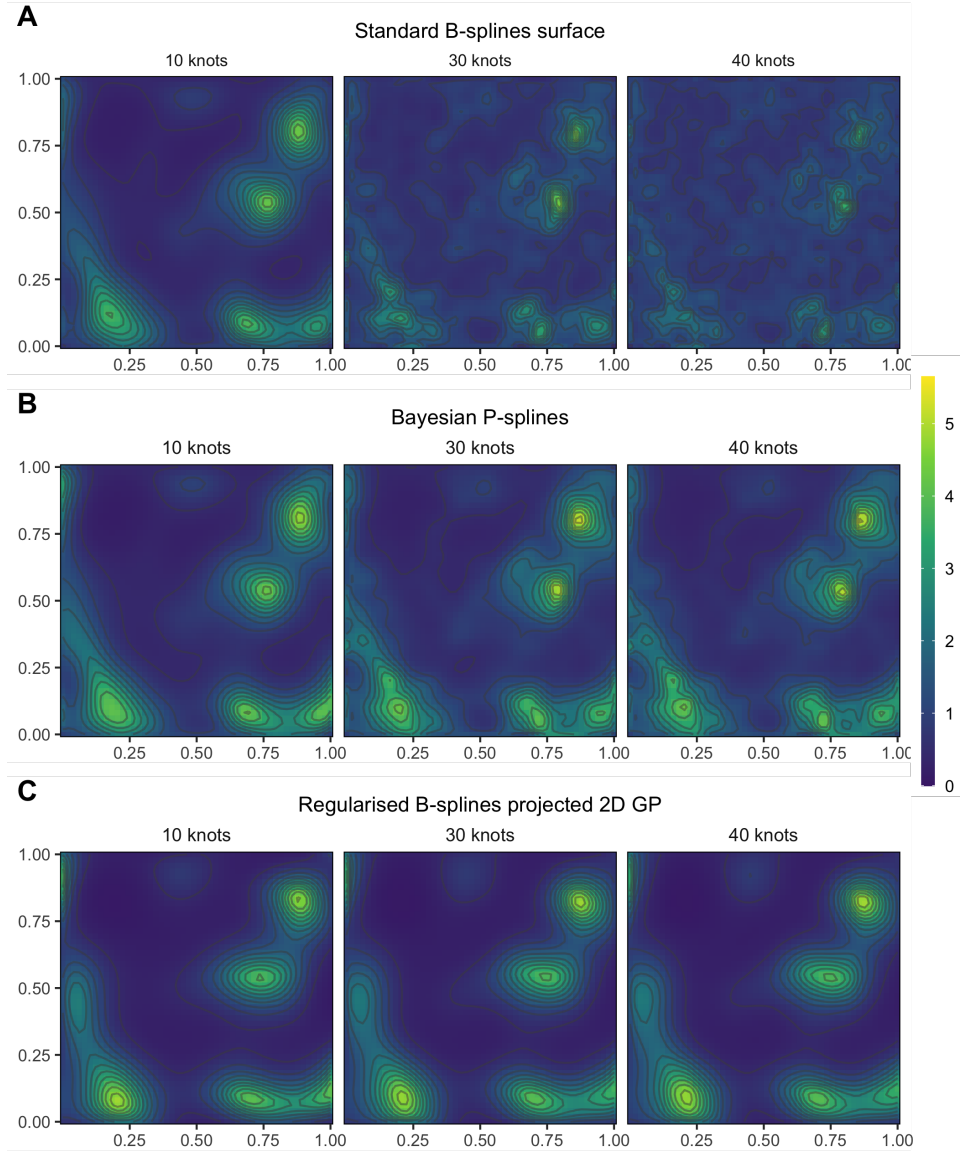 A
Standard B-splines surface
10 knots 30 knots 40 knots
1.00
0.75
0.50
0.25
0.00
0.25 0.50 0.75 1.00 0.25 0.50 0.75 1.00 0.25 0.50 0.75 1.00
B
Bayesian P-splines
10 knots 30 knots 40 knots
1.00
0.75
0.50
0.25
0.00
0.25 0.50 0.75 1.00 0.25 0.50 0.75 1.00 0.25 0.50 0.75 1.00
5
4
3
2
1
0
C
Regularised B-splines projected 2D GP
10 knots 30 knots 40 knots
1.00
0.75
0.50
0.25
0.00
0.25 0.50 0.75 1.00 0.25 0.50 0.75 1.00 0.25 0.50 0.75 1.00